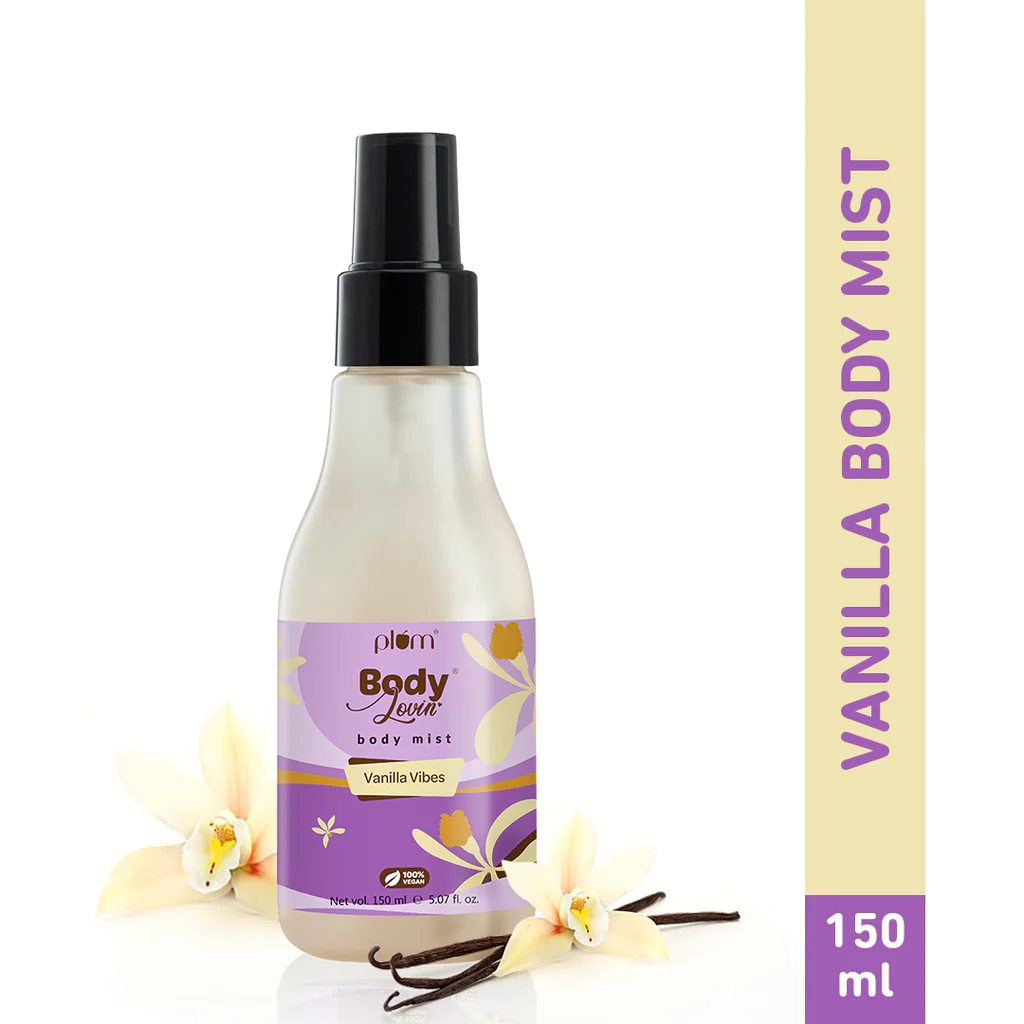 plum®
Body®
Lovin'
body mist
Vanilla Vibes
100%
VEGAN
Net vol. 150 ml ℮ 5.07 fl. oz.
VANILLA BODY MIST
150
ml